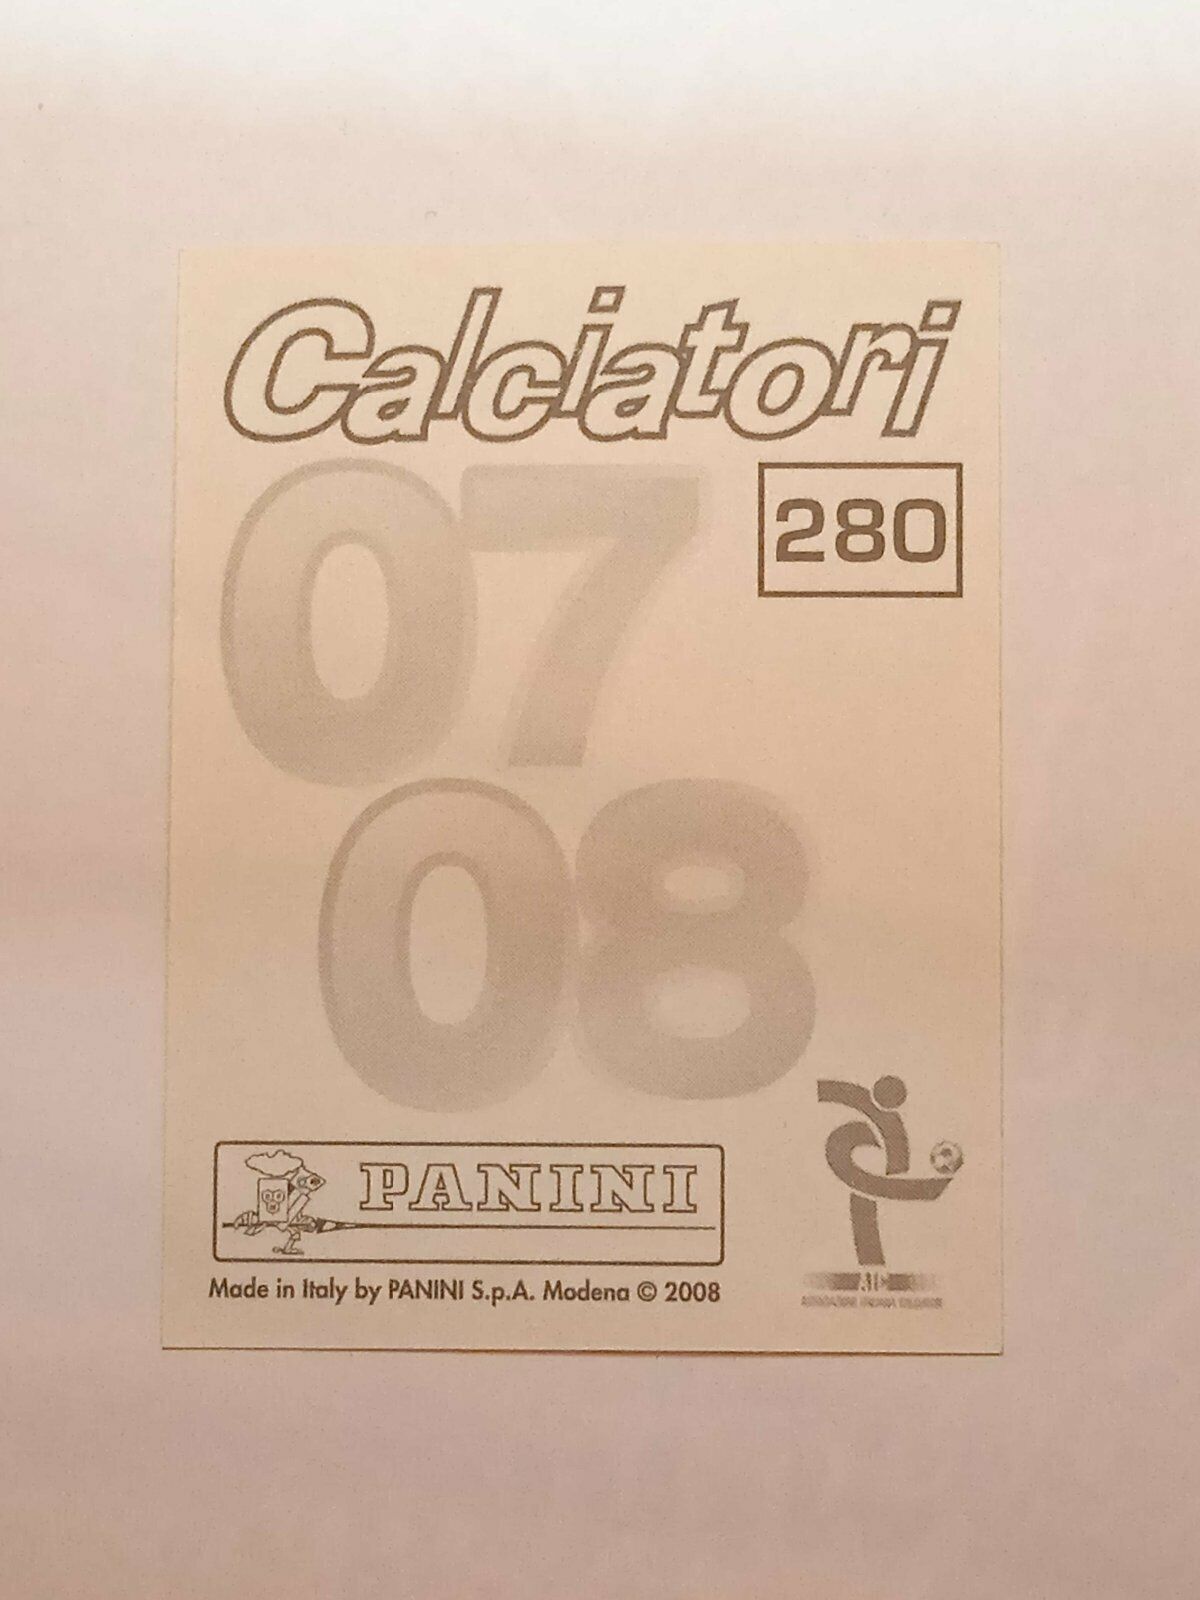 Calciatori
280
07
08
PANINI
Made in Italy by PANINI S.p.A. Modena © 2008